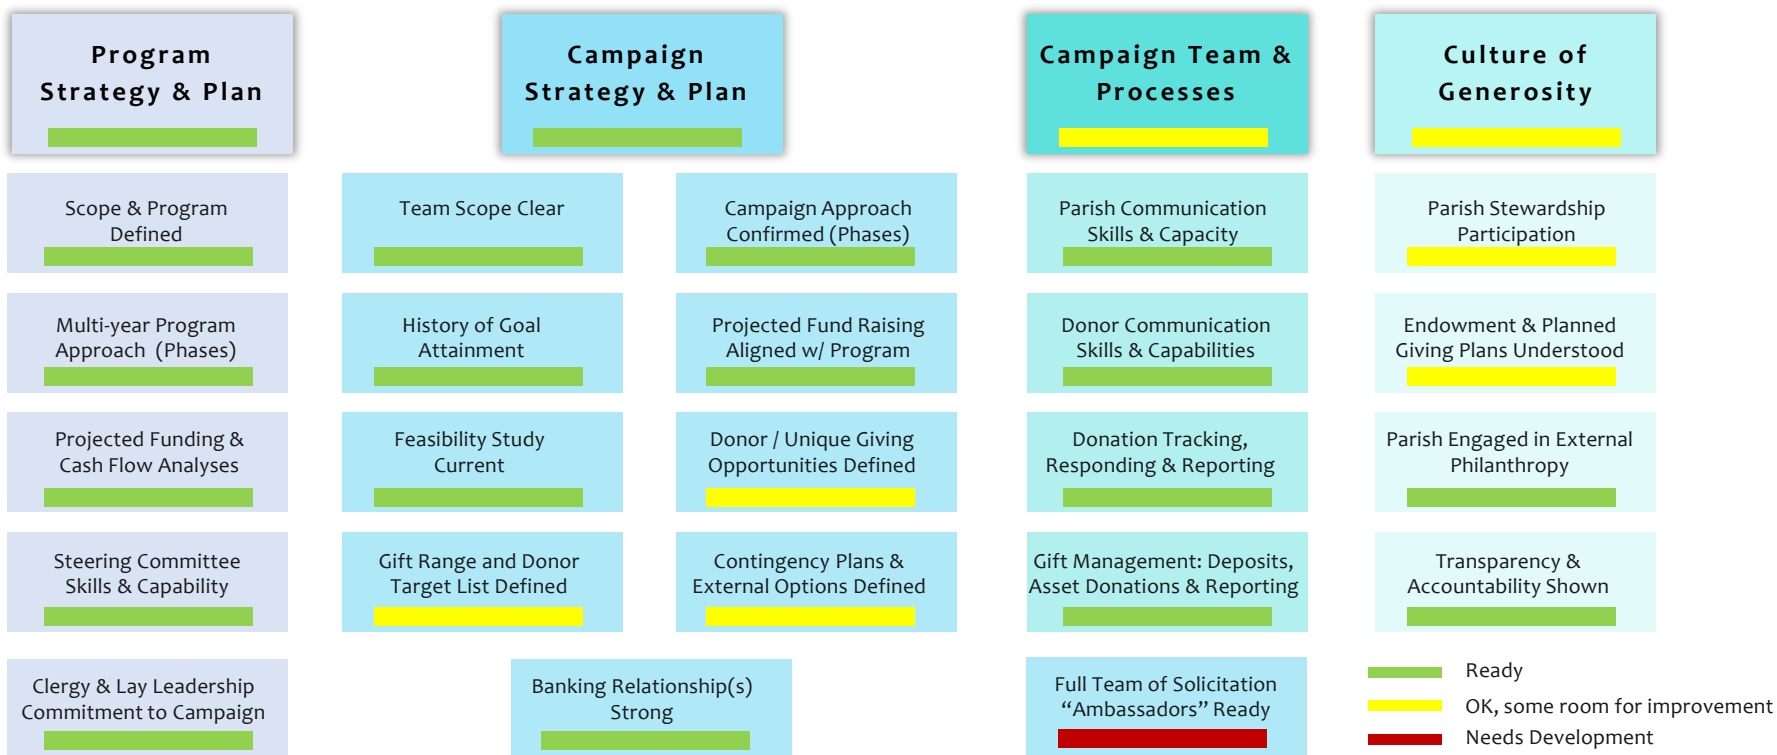 Program
Strategy & Plan
Campaign
Strategy & Plan
Campaign Team &
Processes
Culture of
Generosity
Scope & Program
Defined
Team Scope Clear
Campaign Approach
Confirmed (Phases)
Parish Communication
Skills & Capacity
Parish Stewardship
Participation
Multi-year Program
Approach (Phases)
History of Goal
Attainment
Projected Fund Raising
Aligned w/ Program
Donor Communication
Skills & Capabilities
Endowment & Planned
Giving Plans Understood
Projected Funding &
Cash Flow Analyses
Feasibility Study
Current
Donor / Unique Giving
Opportunities Defined
Donation Tracking,
Responding & Reporting
Parish Engaged in External
Philanthropy
Steering Committee
Skills & Capability
Gift Range and Donor
Target List Defined
Contingency Plans &
External Options Defined
Gift Management: Deposits,
Asset Donations & Reporting
Transparency &
Accountability Shown
Clergy & Lay Leadership
Commitment to Campaign
Banking Relationship(s)
Strong
Full Team of Solicitation
“Ambassadors” Ready
Ready
OK, some room for improvement
Needs Development